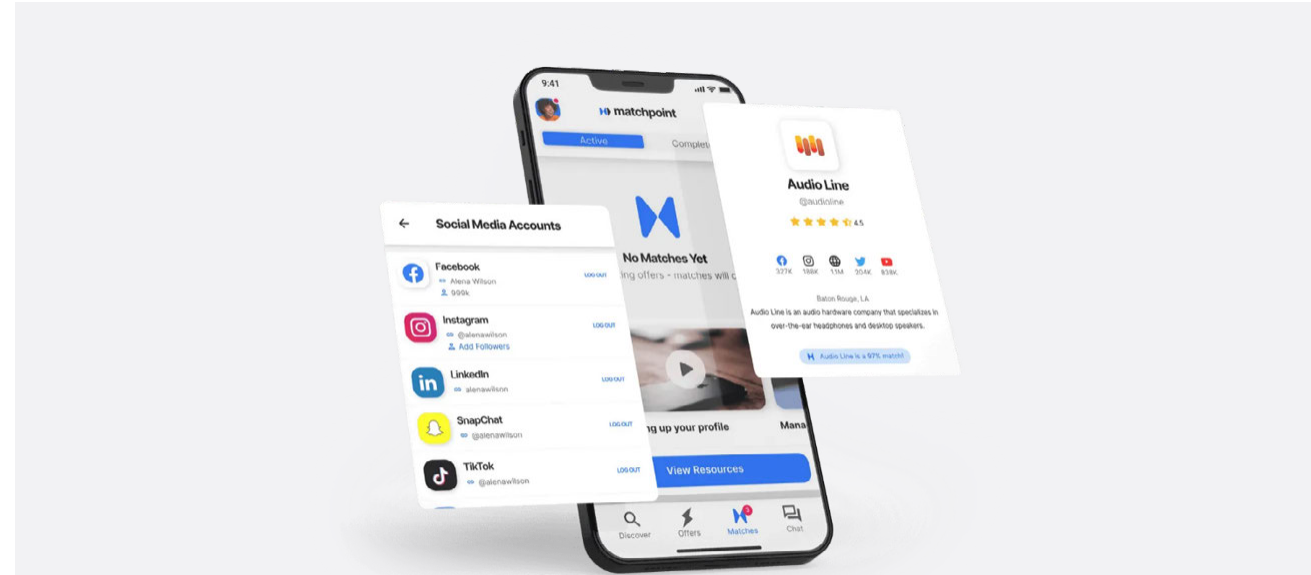 9:41
matchpoint
Active
Complet
No Matches Yet
ing offers - matches will c
ng up your profile
Mana
View Resources
Discover
Offers
Matches
3
Chat
Social Media Accounts
Facebook
LOG OUT
Alena Wilson
999k
Instagram
LOG OUT
@alenawilson
Add Followers
LinkedIn
LOG OUT
alenawilson
SnapChat
LOG OUT
@alenawilson
TikTok
LOG OUT
@alenawilson
Audio Line
@audioline
4.5
327K 188K 1.1M 204K 838K
Baton Rouge, LA
Audio Line is an audio hardware company that specializes in
over-the-ear headphones and desktop speakers.
Audio Line is a 97% match!